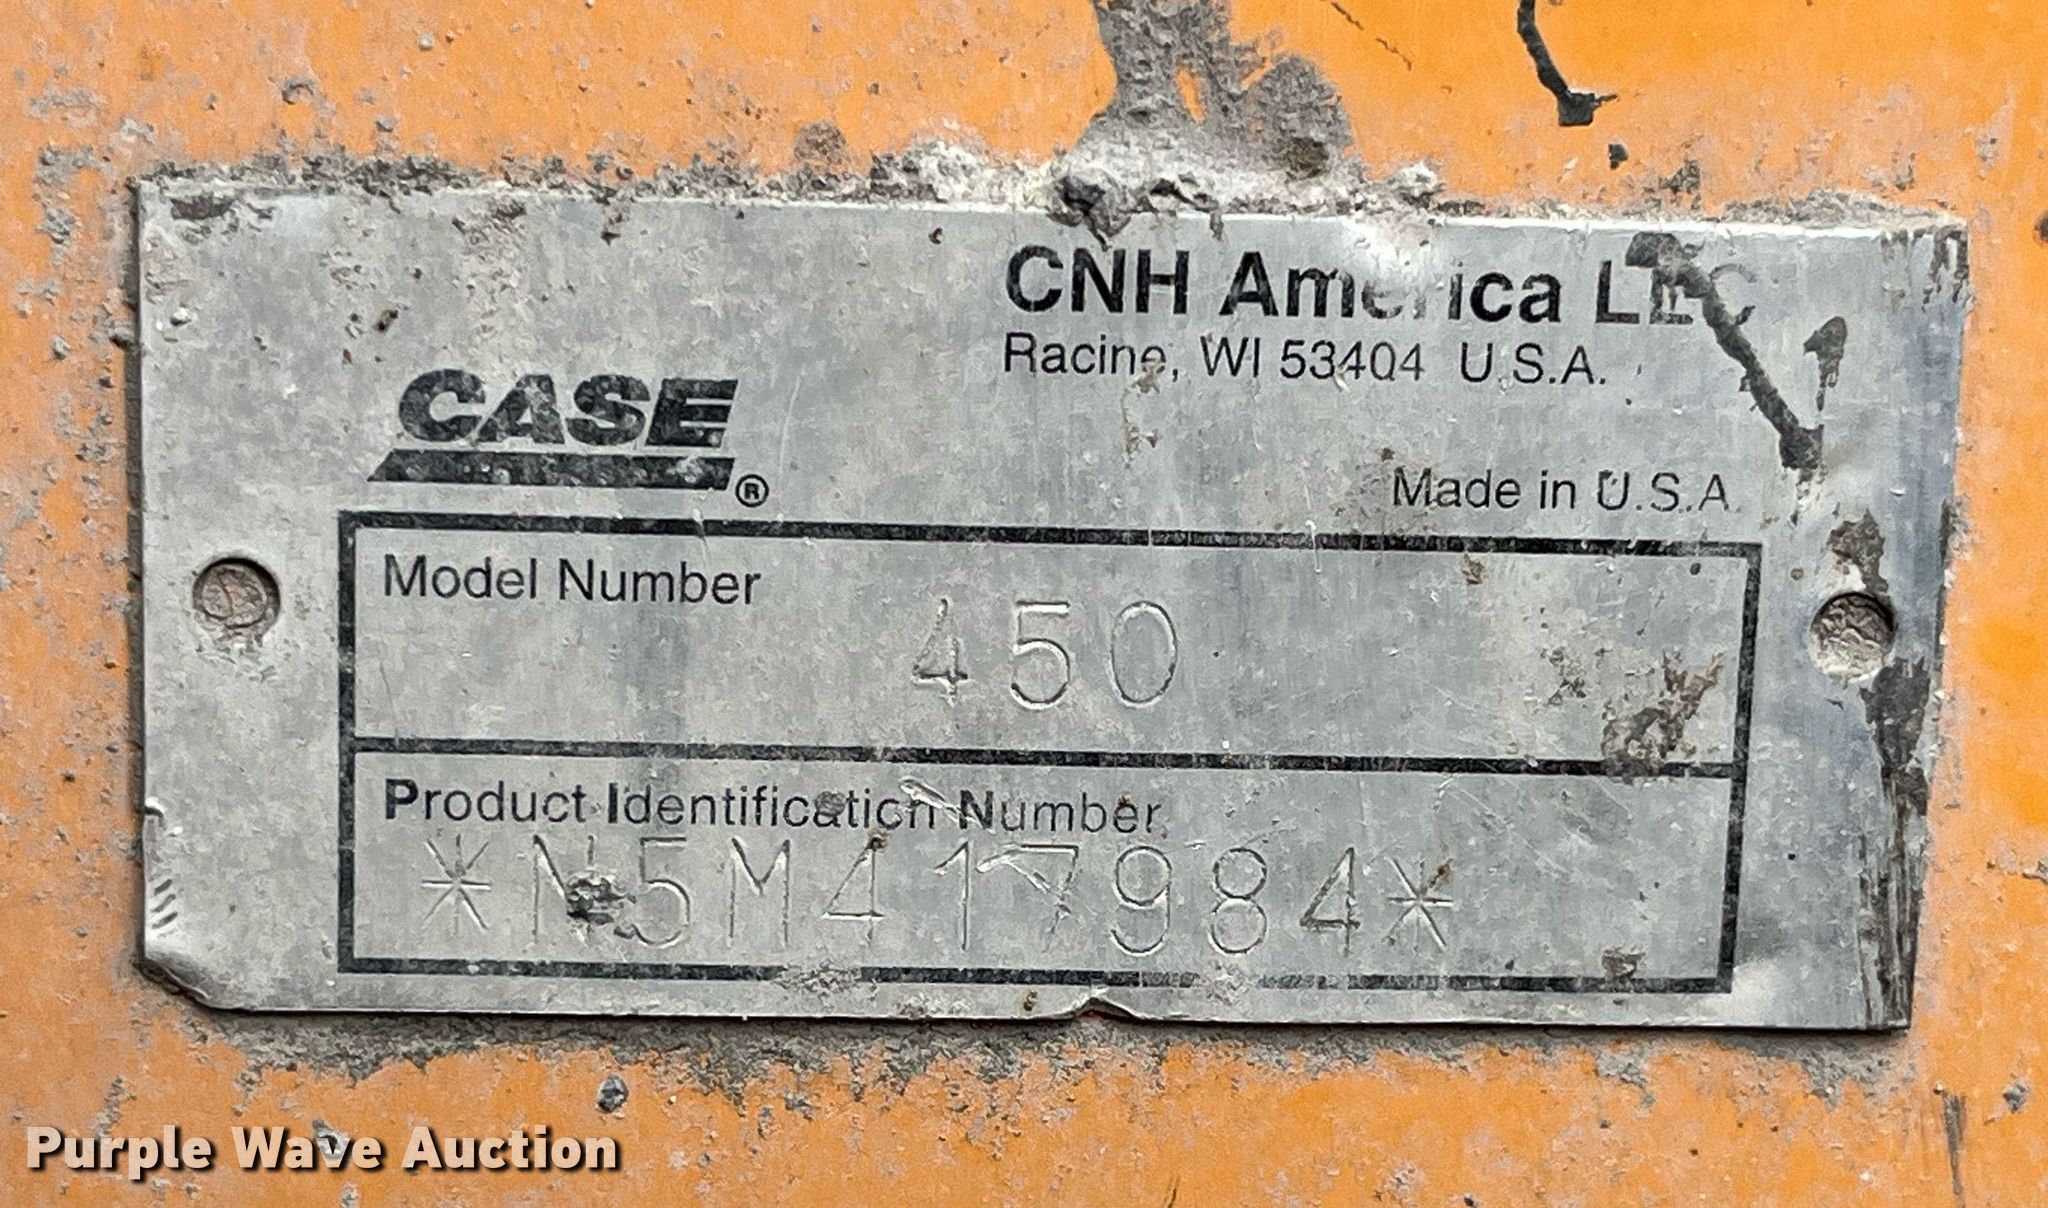 CNH America LLC
Racine, WI 53404 U.S.A.
CASE®
Made in U.S.A.
Model Number
450
Product Identification Number
*N5M417984*
Purple Wave Auction